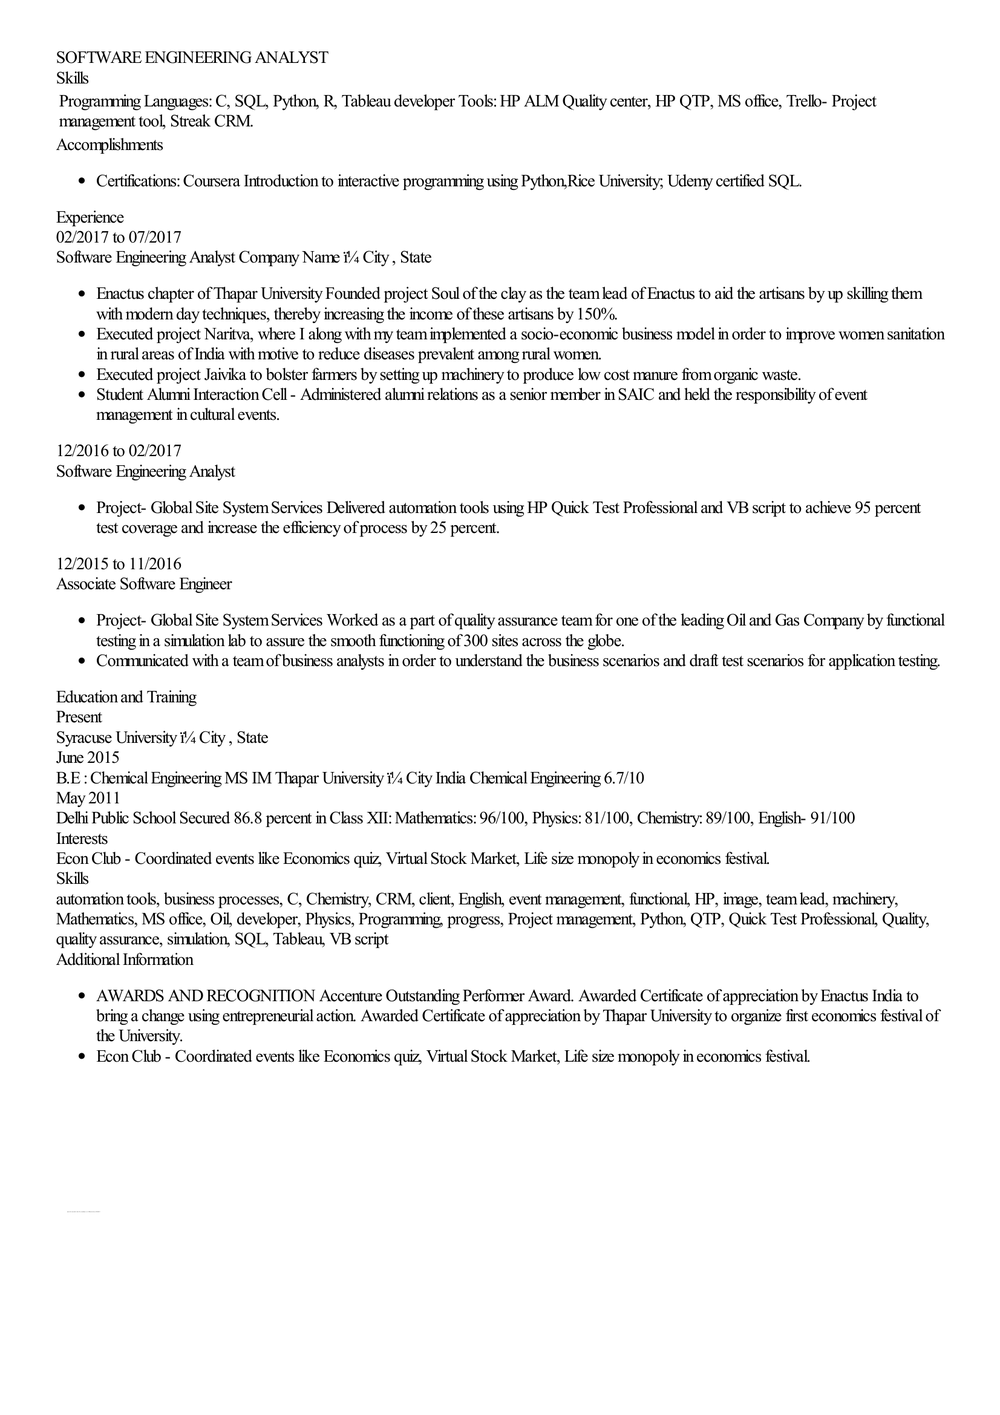 SOFTWARE ENGINEERING ANALYST
Skills
Programming Languages: C, SQL, Python, R, Tableau developer Tools: HP ALM Quality center, HP QTP, MS office, Trello- Project
management tool, Streak CRM.
Accomplishments
• Certifications: Coursera Introduction to interactive programming using Python,Rice University; Udemy certified SQL.
Experience
02/2017 to 07/2017
Software Engineering Analyst Company Name ï¼ City , State
• Enactus chapter of Thapar University Founded project Soul of the clay as the team lead of Enactus to aid the artisans by up skilling them
with modern day techniques, thereby increasing the income of these artisans by 150%.
• Executed project Naritva, where I along with my team implemented a socio-economic business model in order to improve women sanitation
in rural areas of India with motive to reduce diseases prevalent among rural women.
• Executed project Jaivika to bolster farmers by setting up machinery to produce low cost manure from organic waste.
• Student Alumni Interaction Cell - Administered alumni relations as a senior member in SAIC and held the responsibility of event
management in cultural events.
12/2016 to 02/2017
Software Engineering Analyst
• Project- Global Site System Services Delivered automation tools using HP Quick Test Professional and VB script to achieve 95 percent
test coverage and increase the efficiency of process by 25 percent.
12/2015 to 11/2016
Associate Software Engineer
• Project- Global Site System Services Worked as a part of quality assurance team for one of the leading Oil and Gas Company by functional
testing in a simulation lab to assure the smooth functioning of 300 sites across the globe.
• Communicated with a team of business analysts in order to understand the business scenarios and draft test scenarios for application testing.
Education and Training
Present
Syracuse University ï¼ City , State
June 2015
B.E : Chemical Engineering MS IM Thapar University ï¼ City India Chemical Engineering 6.7/10
May 2011
Delhi Public School Secured 86.8 percent in Class XII: Mathematics: 96/100, Physics: 81/100, Chemistry: 89/100, English- 91/100
Interests
Econ Club - Coordinated events like Economics quiz, Virtual Stock Market, Life size monopoly in economics festival.
Skills
automation tools, business processes, C, Chemistry, CRM, client, English, event management, functional, HP, image, team lead, machinery,
Mathematics, MS office, Oil, developer, Physics, Programming, progress, Project management, Python, QTP, Quick Test Professional, Quality,
quality assurance, simulation, SQL, Tableau, VB script
Additional Information
• AWARDS AND RECOGNITION Accenture Outstanding Performer Award. Awarded Certificate of appreciation by Enactus India to
bring a change using entrepreneurial action. Awarded Certificate of appreciation by Thapar University to organize first economics festival of
the University.
• Econ Club - Coordinated events like Economics quiz, Virtual Stock Market, Life size monopoly in economics festival.